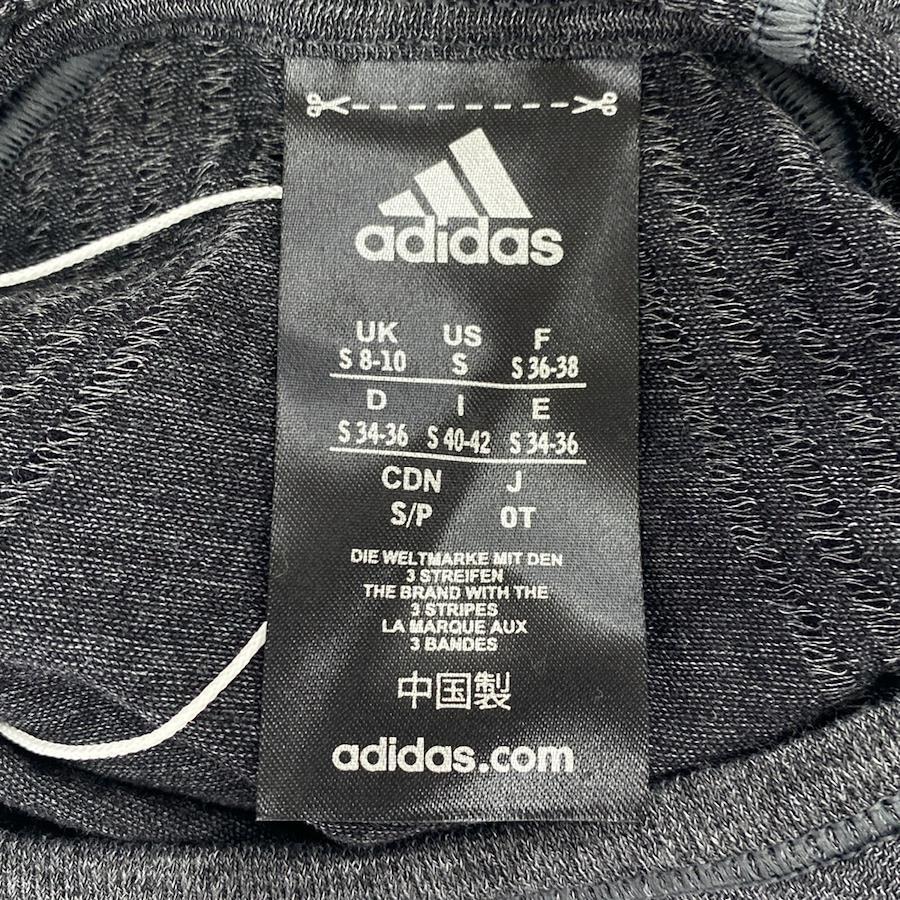 adidas
UK US F
S 8-10 S S 36-38
D I E
S 34-36 S 40-42 S 34-36
CDN J
S/P OT
DIE WELTMARKE MIT DEN
3 STREIFEN
THE BRAND WITH THE
3 STRIPES
LA MARQUE AUX
3 BANDES
中国製
adidas.com